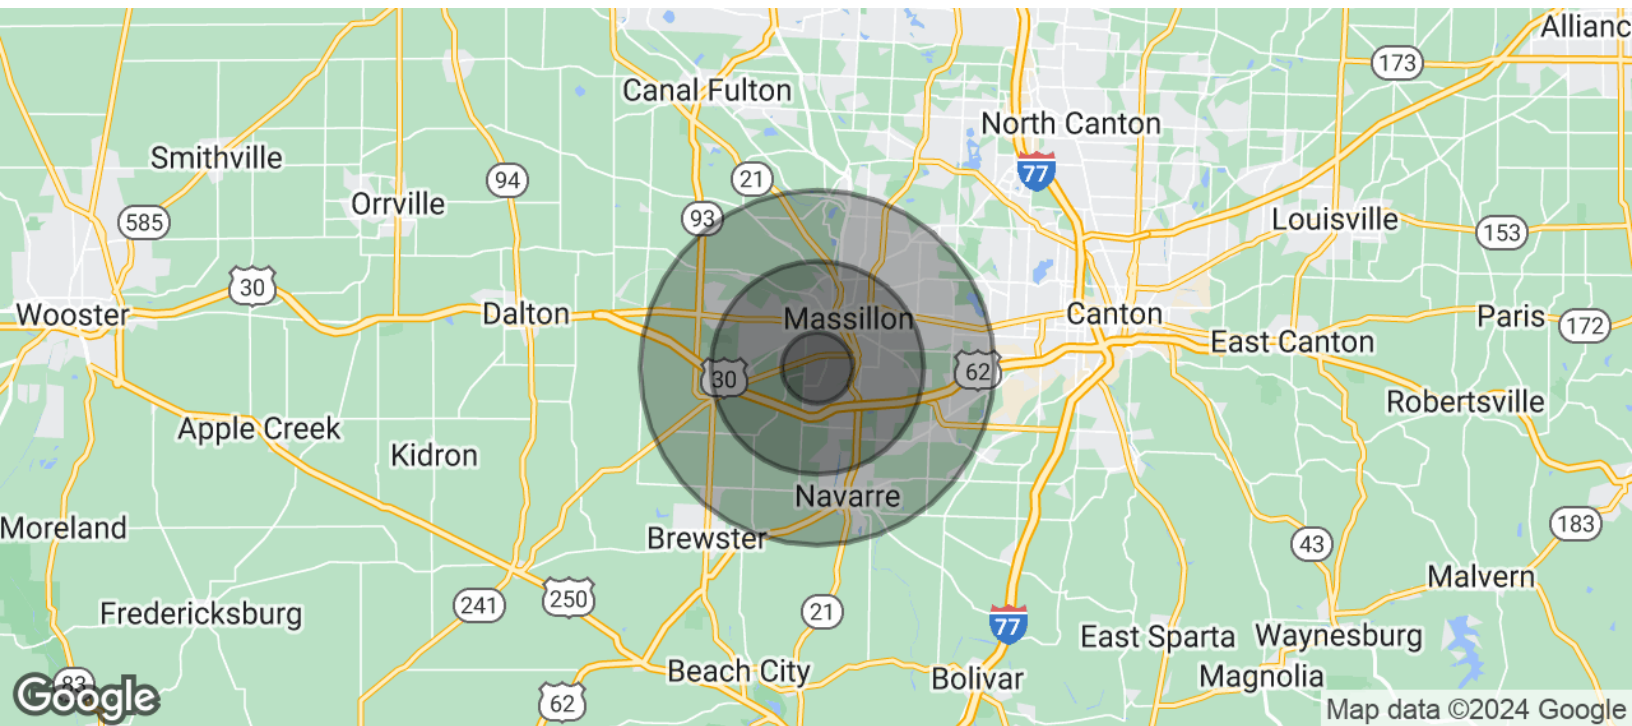 Allianc
173
Canal Fulton
North Canton
Smithville
77
94
21
Orrville
585
93
Louisville
153
30
Wooster
Dalton
Massillon
Canton
Paris
172
East Canton
30
62
Robertsville
Apple Creek
Kidron
Navarre
Moreland
Brewster
183
43
Malvern
241
250
Fredericksburg
21
77
East Sparta
Waynesburg
Beach City
Bolivar
Magnolia
83
Google
62
Map data ©2024 Google